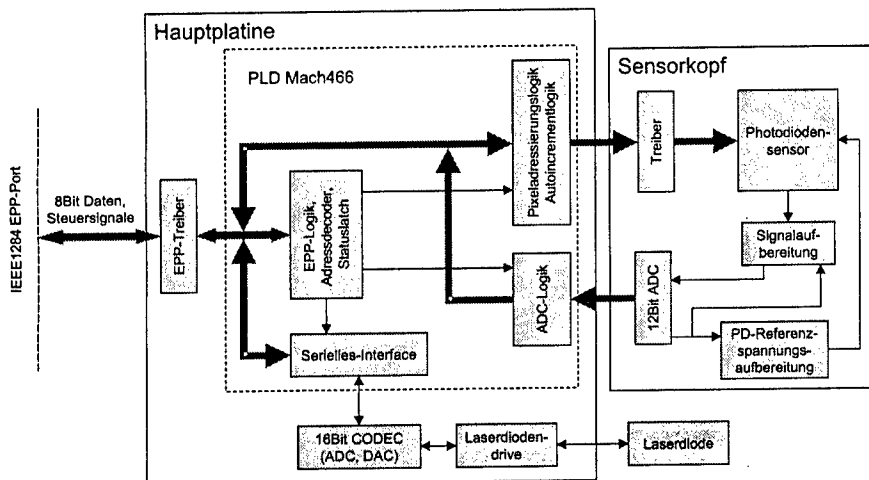 Hauptplatine
PLD Mach466
Sensorkopf
IEEE1284 EPP-Port
8Bit Daten,
Steuersignale
EPP-Treiber
EPP-Logik,
Adressdecoder,
Statuslatch
Pixeladressierungslogik
Autoincrementlogik
Treiber
Photodioden-
sensor
Signalauf-
bereitung
ADC-Logik
12Bit ADC
PD-Referenz-
spannungs-
aufbereitung
Serielles-Interface
16Bit CODEC
(ADC, DAC)
Laserdioden-
drive
Laserdiode